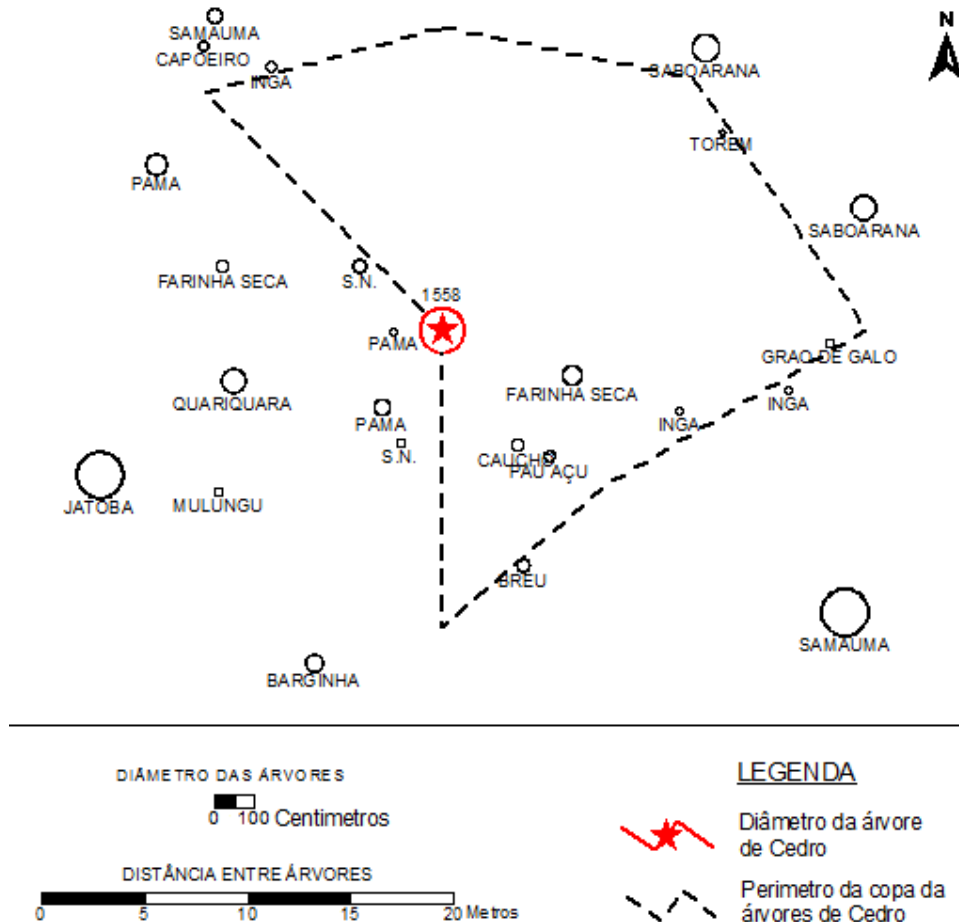 N
SAMAUMA
CAPOEIRO
INGA
SABOARANA
TOREM
PAMA
SABOARANA
FARINHA SECA
S.N.
1558
PAMA
GRAO DE GALO
QUARIQUARA
FARINHA SECA
INGA
PAMA
INGA
S.N.
CAUCHO
PAU AÇU
JATOBA
MULUNGU
BREU
SAMAUMA
BARGINHA
DIÂMETRO DAS ÁRVORES
0 100 Centimetros
DISTÂNCIA ENTRE ÁRVORES
0 5 10 15 20 Metros
LEGENDA
Diâmetro da árvore
de Cedro
Perimetro da copa da
árvores de Cedro